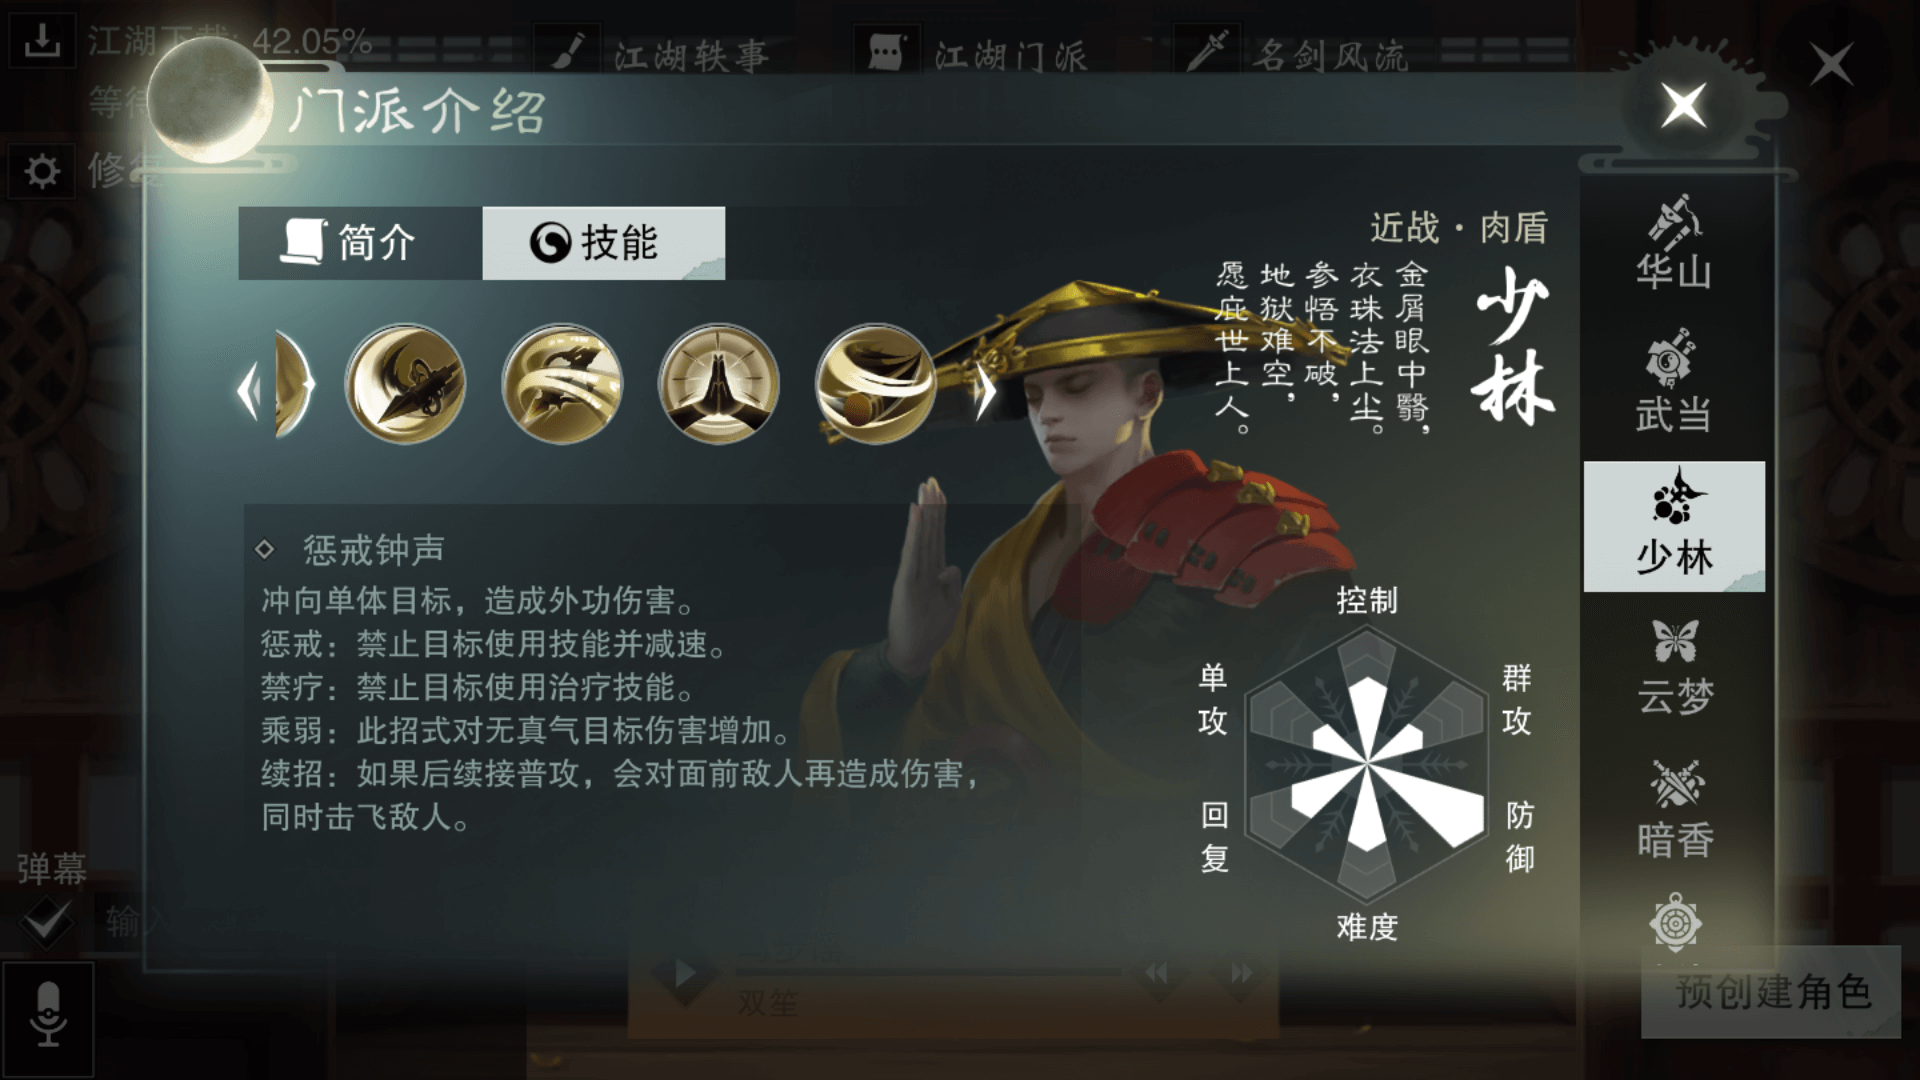 江湖下载: 42.05%
江湖轶事
江湖门派
名剑风流
等待
修复
门派介绍
简介
技能
近战·肉盾
少林
金屑眼中翳,
衣珠法上尘。
参悟不破,
地狱难空,
愿庇世上人。
惩戒钟声
冲向单体目标，造成外功伤害。
惩戒：禁止目标使用技能并减速。
禁疗：禁止目标使用治疗技能。
乘弱：此招式对无真气目标伤害增加。
续招：如果后续接普攻，会对面前敌人再造成伤害，
同时击飞敌人。
控制
单攻
群攻
回复
防御
难度
华山
武当
少林
云梦
暗香
弹幕
输入
双笙
预创建角色